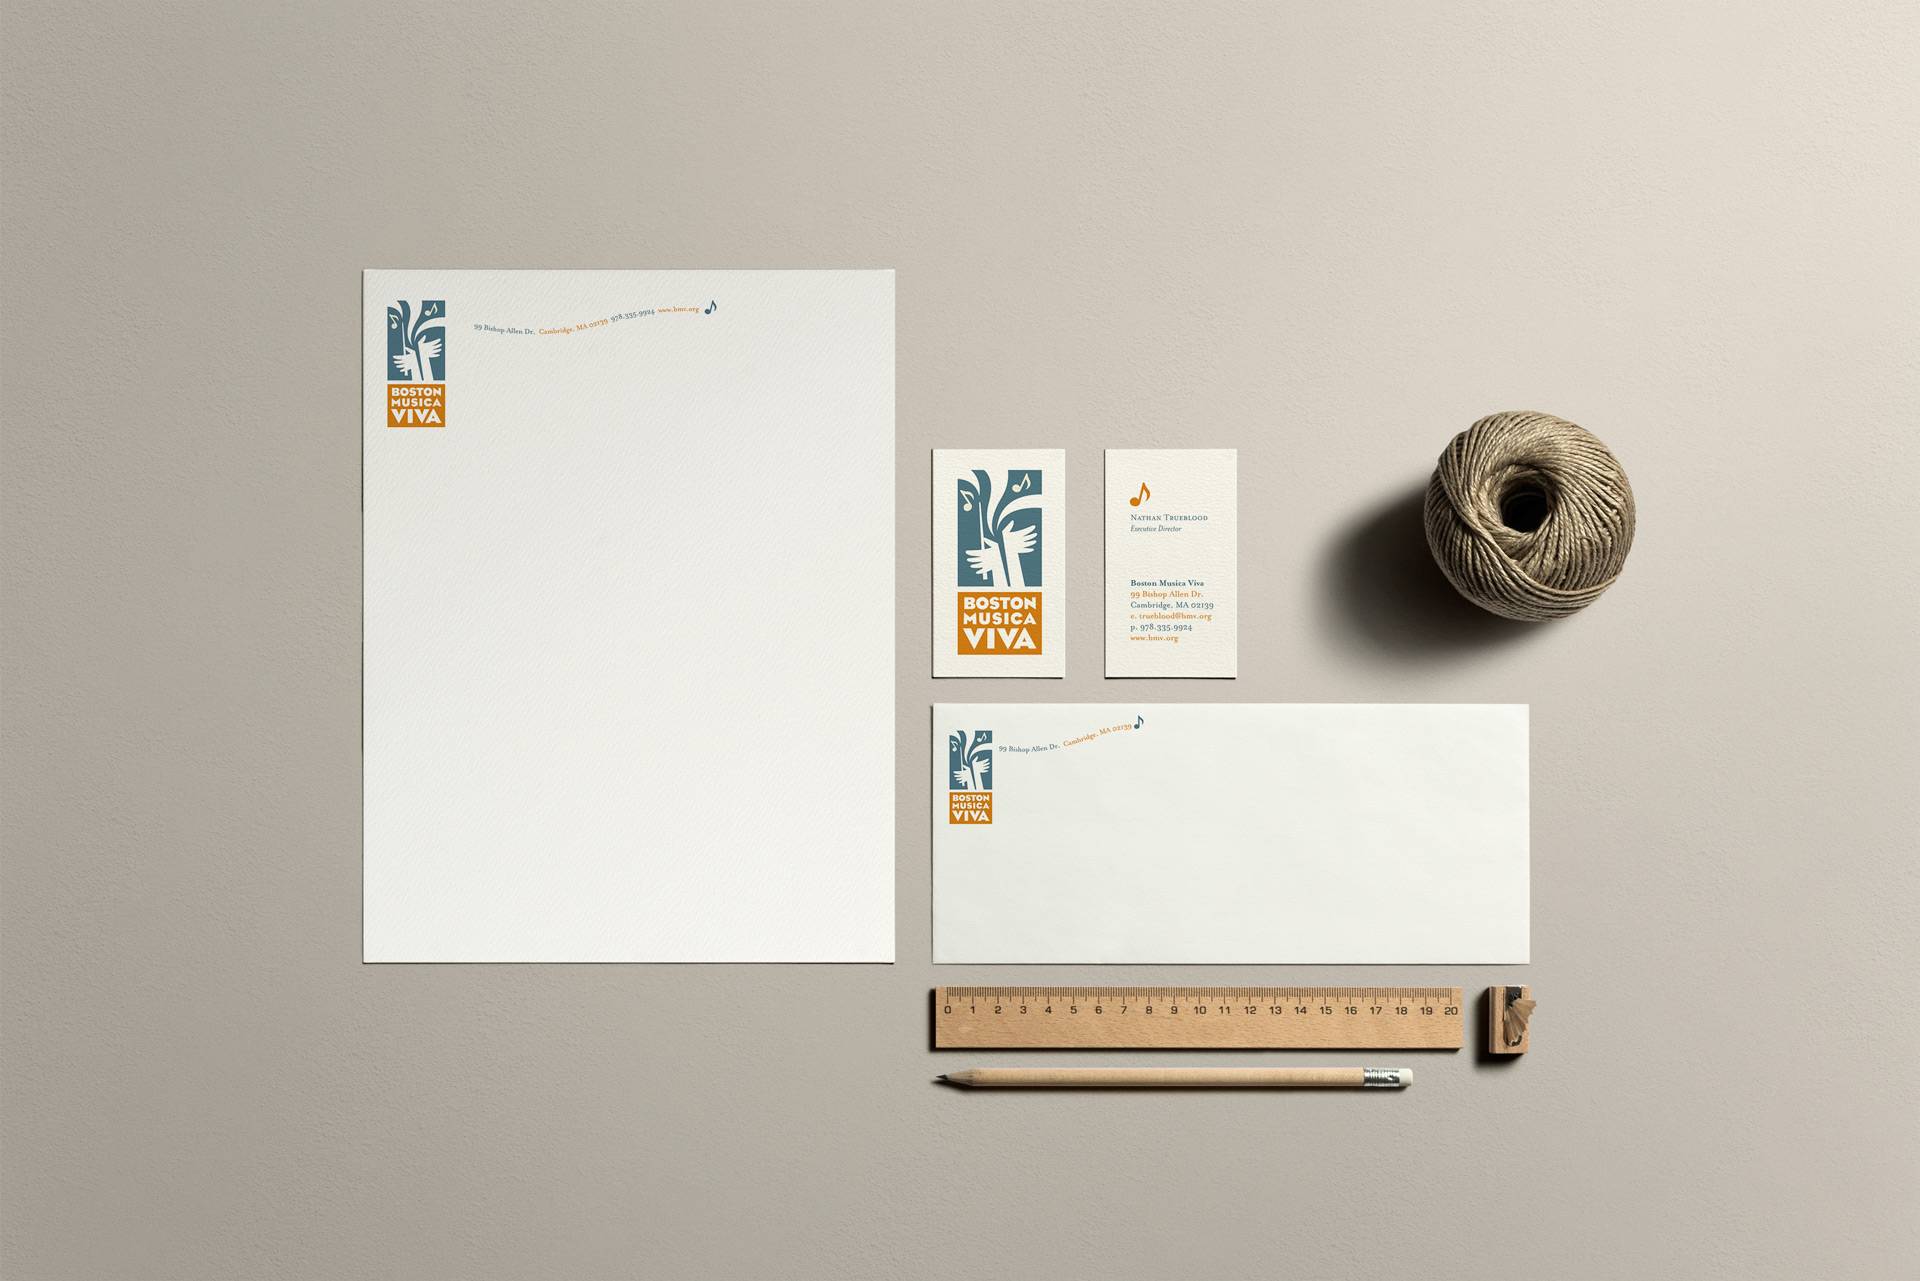 99 Bishop Allen Dr. Cambridge, MA 02139 978.335.9924 www.bmv.org
BOSTON
MUSICA
VIVA
BOSTON
MUSICA
VIVA
Nathan Trueblood
Executive Director
Boston Musica Viva
99 Bishop Allen Dr.
Cambridge, MA 02139
e. trueblood@bmv.org
p. 978.335.9924
www.bmv.org
99 Bishop Allen Dr. Cambridge, MA 02139
BOSTON
MUSICA
VIVA
0 1 2 3 4 5 6 7 8 9 10 11 12 13 14 15 16 17 18 19 20